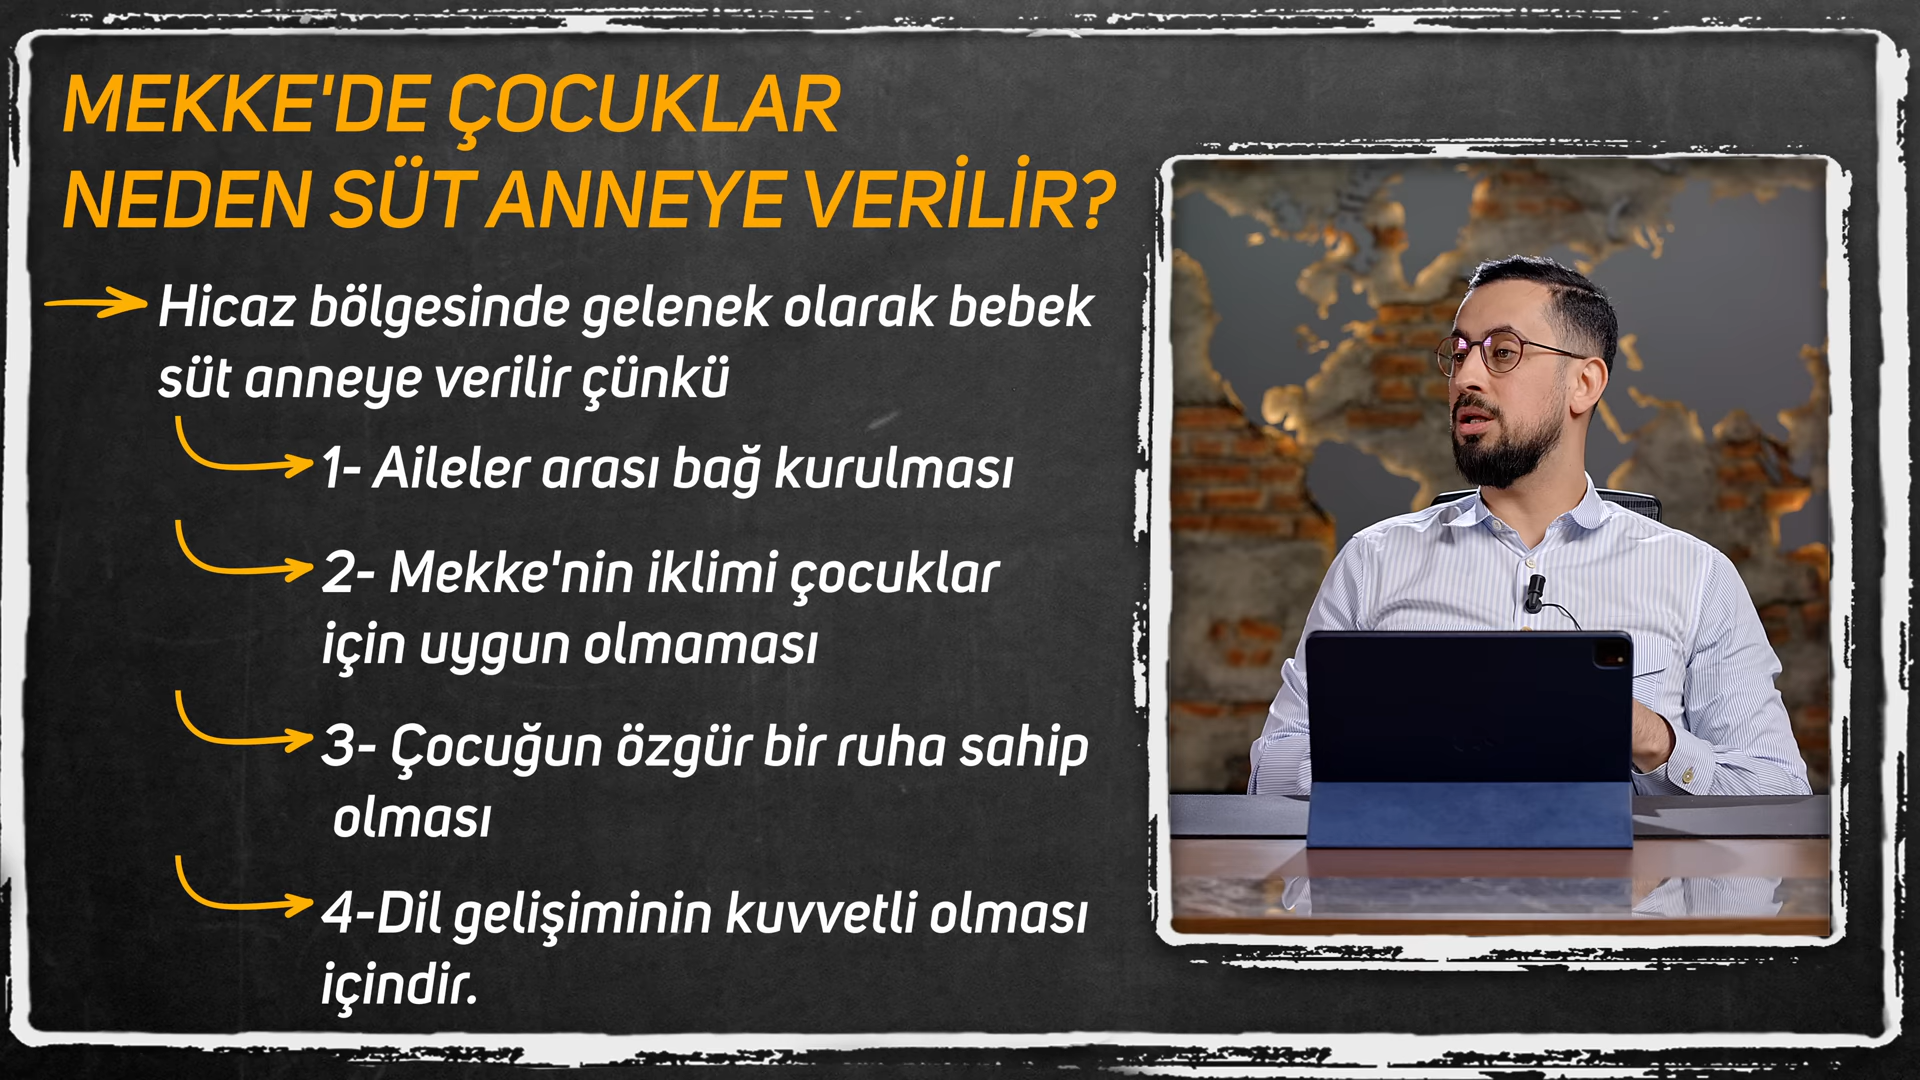 MEKKE'DE ÇOCUKLAR
NEDEN SÜT ANNEYE VERİLİR?
Hicaz bölgesinde gelenek olarak bebek
süt anneye verilir çünkü
1- Aileler arası bağ kurulması
2- Mekke'nin iklimi çocuklar
için uygun olmaması
3- Çocuğun özgür bir ruha sahip
olması
4-Dil gelişiminin kuvvetli olması
içindir.